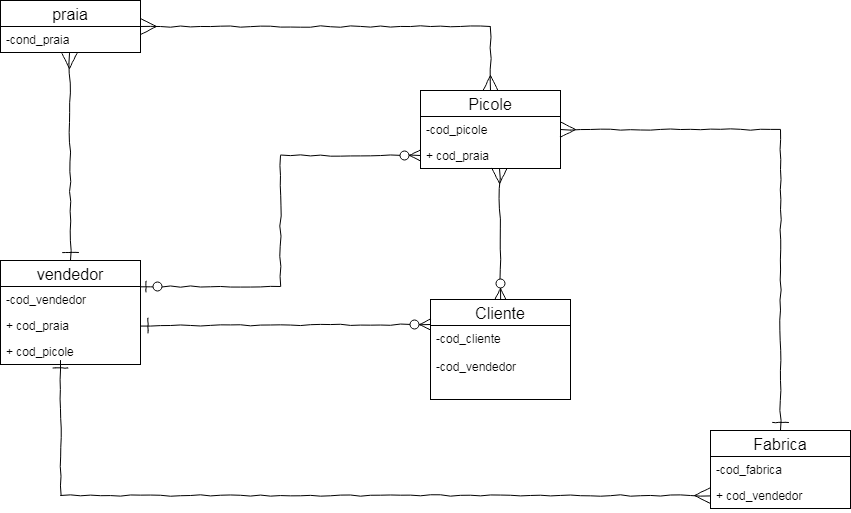 praia
-cond_praia
Picole
-cod_picole
+ cod_praia
vendedor
-cod_vendedor
+ cod_praia
+ cod_picole
Cliente
-cod_cliente
-cod_vendedor
Fabrica
-cod_fabrica
+ cod_vendedor